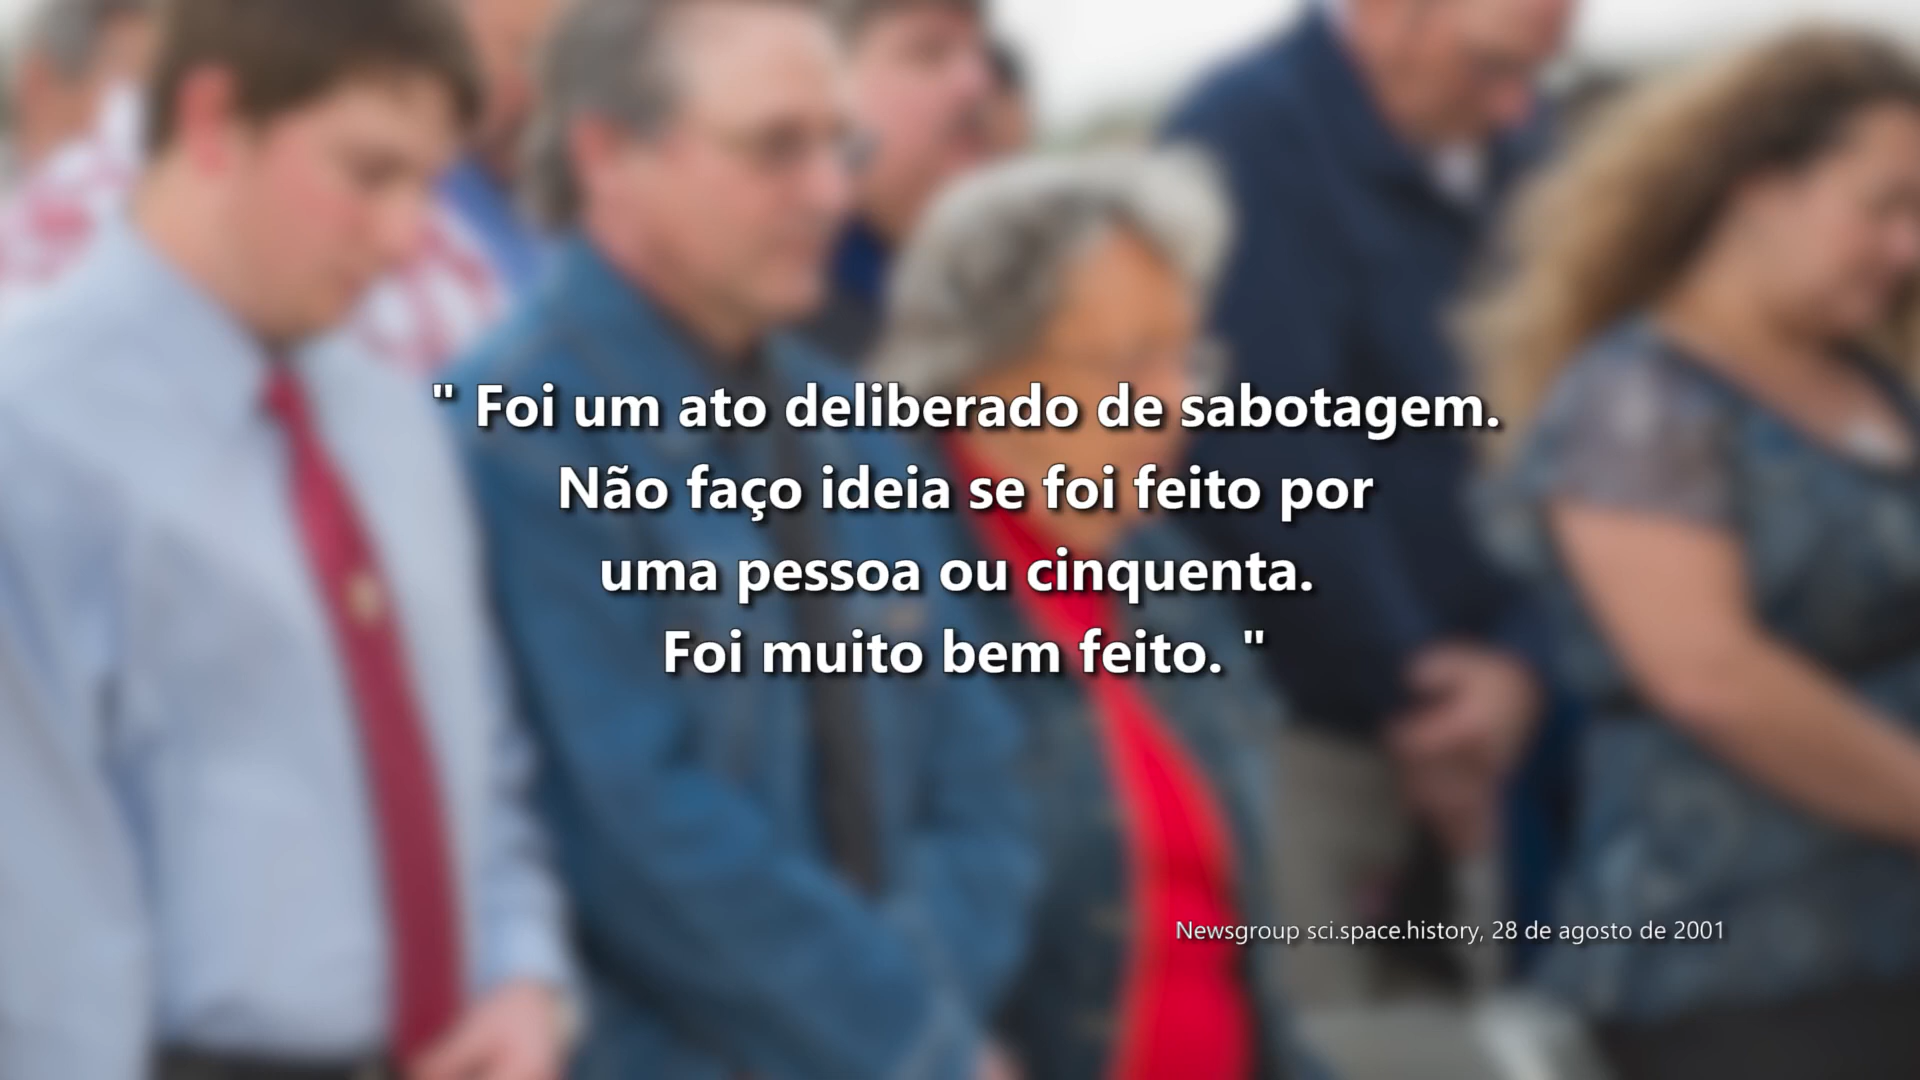 " Foi um ato deliberado de sabotagem.
Não faço ideia se foi feito por
uma pessoa ou cinquenta.
Foi muito bem feito. "
Newsgroup sci.space.history, 28 de agosto de 2001